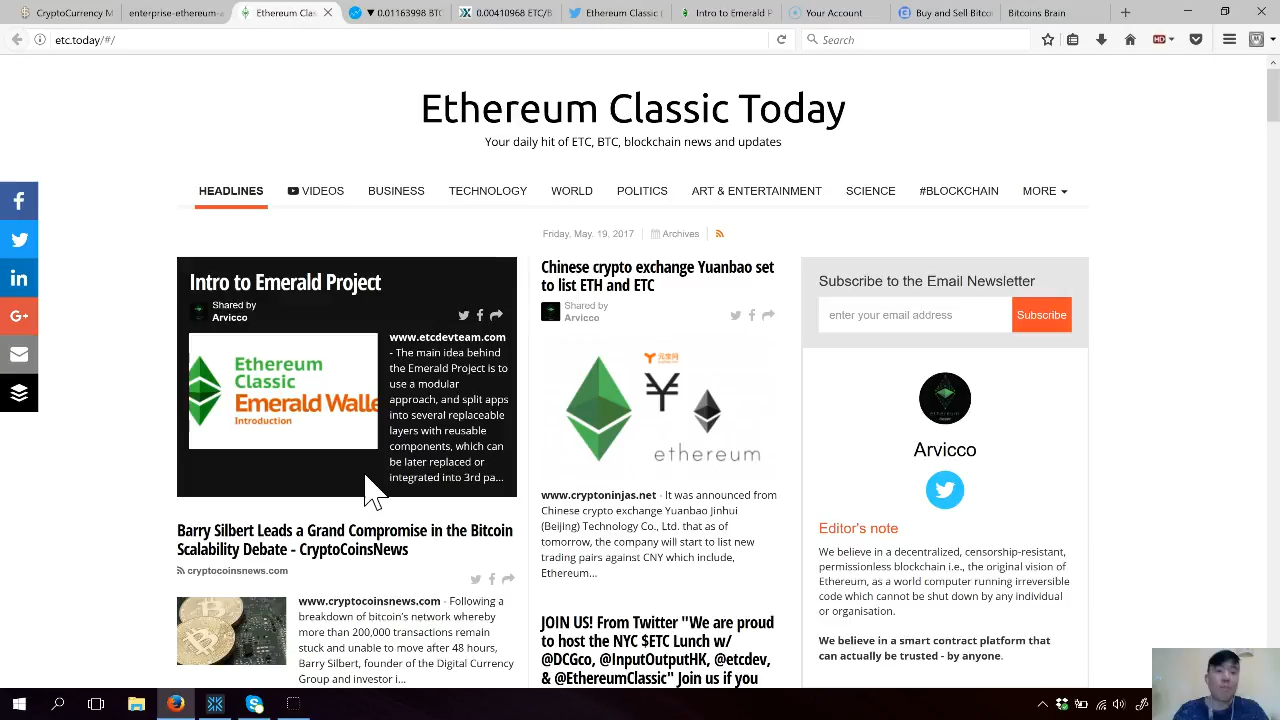 CryptoCurrency
Ethereum Classic
0.04163998 ETC/B
0.00410968 ETC/B
Ethereum Classic
Your Account
Buy and Sell Bitcoin
etc.today/#/
Search
Ethereum Classic Today
Your daily hit of ETC, BTC, blockchain news and updates
HEADLINES VIDEOS BUSINESS TECHNOLOGY WORLD POLITICS ART & ENTERTAINMENT SCIENCE #BLOCKCHAIN MORE
Friday, May. 19, 2017 Archives
Intro to Emerald Project
Shared by
Arvicco
Ethereum
Classic
Emerald Walle
Introduction
www.etcdevteam.com
- The main idea behind
the Emerald Project is to
use a modular
approach, and split apps
into several replaceable
layers with reusable
components, which can
be later replaced or
integrated into 3rd pa...
Barry Silbert Leads a Grand Compromise in the Bitcoin
Scalability Debate - CryptoCoinsNews
cryptocoinsnews.com
www.cryptocoinsnews.com - Following a
breakdown of bitcoin's network whereby
more than 200,000 transactions remain
stuck and unable to move after 48 hours,
Barry Silbert, founder of the Digital Currency
Group and investor i...
Chinese crypto exchange Yuanbao set
to list ETH and ETC
Shared by
Arvicco
元宝网
¥
ethereum
www.cryptoninjas.net - It was announced from
Chinese crypto exchange Yuanbao Jinhui
(Beijing) Technology Co., Ltd. that as of
tomorrow, the company will start to list new
trading pairs against CNY which include,
Ethereum...
JOIN US! From Twitter "We are proud
to host the NYC $ETC Lunch w/
@DCGco, @InputOutputHK, @etcdev,
& @EthereumClassic" Join us if you
Subscribe to the Email Newsletter
enter your email address
Subscribe
Arvicco
Editor's note
We believe in a decentralized, censorship-resistant,
permissionless blockchain i.e., the original vision of
Ethereum, as a world computer running irreversible
code which cannot be shut down by any individual
or organisation.
We believe in a smart contract platform that
can actually be trusted - by anyone.